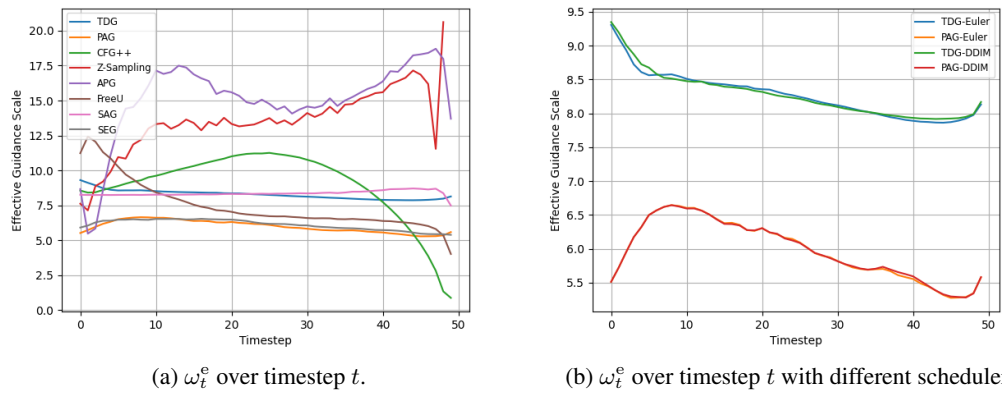 TDG
PAG
CFG++
Z-Sampling
APG
FreeU
SAG
SEG
Effective Guidance Scale
20.0
17.5
15.0
12.5
10.0
7.5
5.0
2.5
0.0
0 10 20 30 40 50
Timestep
(a) ω_t^e over timestep t.
TDG-Euler
PAG-Euler
TDG-DDIM
PAG-DDIM
Effective Guidance Scale
9.5
9.0
8.5
8.0
7.5
7.0
6.5
6.0
5.5
0 10 20 30 40 50
Timestep
(b) ω_t^e over timestep t with different schedule